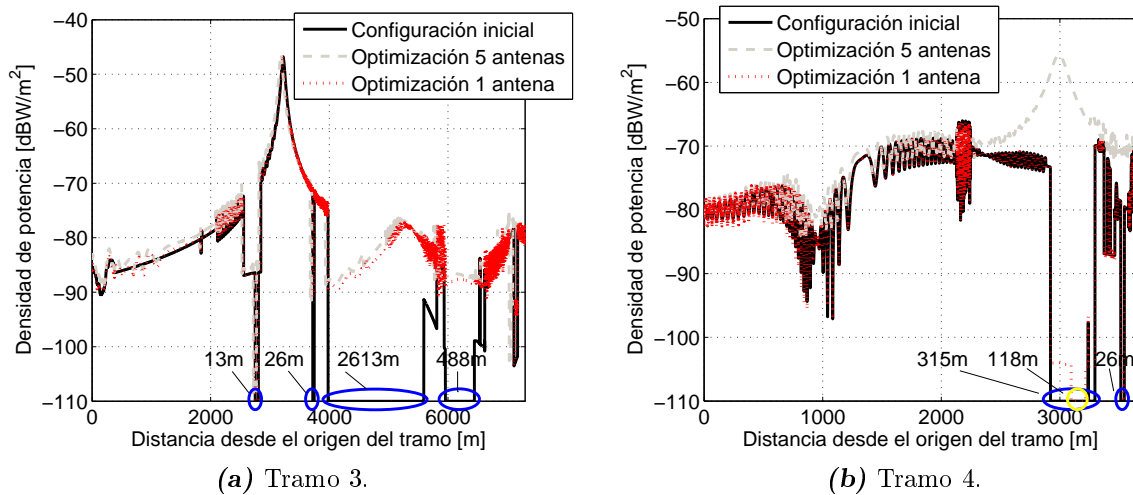 −40
−50
−60
−70
−80
−90
−100
−110
Densidad de potencia [dBW/m²]
Configuración inicial
Optimización 5 antenas
Optimización 1 antena
13m
26m
2613m
488m
0
2000
4000
6000
Distancia desde el origen del tramo [m]
(a) Tramo 3.
−50
−60
−70
−80
−90
−100
−110
Densidad de potencia [dBW/m²]
Configuración inicial
Optimización 5 antenas
Optimización 1 antena
315m
118m
26m
0
1000
2000
3000
Distancia desde el origen del tramo [m]
(b) Tramo 4.